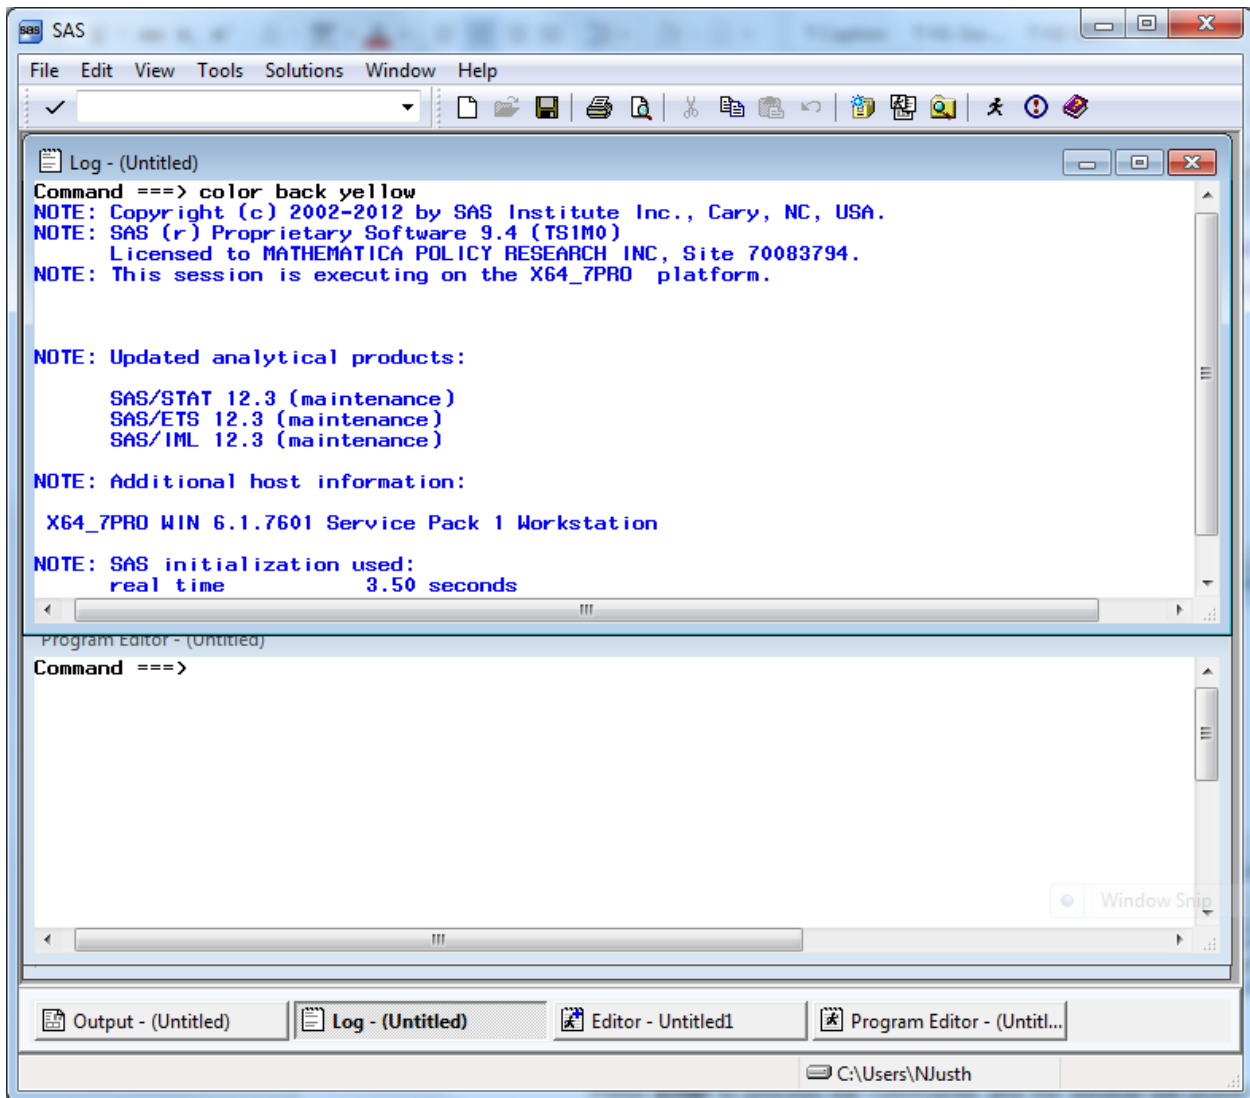 sas SAS
File Edit View Tools Solutions Window Help
Log - (Untitled)
Command ===> color back yellow
NOTE: Copyright (c) 2002-2012 by SAS Institute Inc., Cary, NC, USA.
NOTE: SAS (r) Proprietary Software 9.4 (TS1M0)
Licensed to MATHEMATICA POLICY RESEARCH INC, Site 70083794.
NOTE: This session is executing on the X64_7PRO platform.
NOTE: Updated analytical products:
SAS/STAT 12.3 (maintenance)
SAS/ETS 12.3 (maintenance)
SAS/IML 12.3 (maintenance)
NOTE: Additional host information:
X64_7PRO WIN 6.1.7601 Service Pack 1 Workstation
NOTE: SAS initialization used:
real time 3.50 seconds
Program Editor - (Untitled)
Command ===>
Window Snip
Output - (Untitled)
Log - (Untitled)
Editor - Untitled1
Program Editor - (Untitl...
C:\Users\NJusth